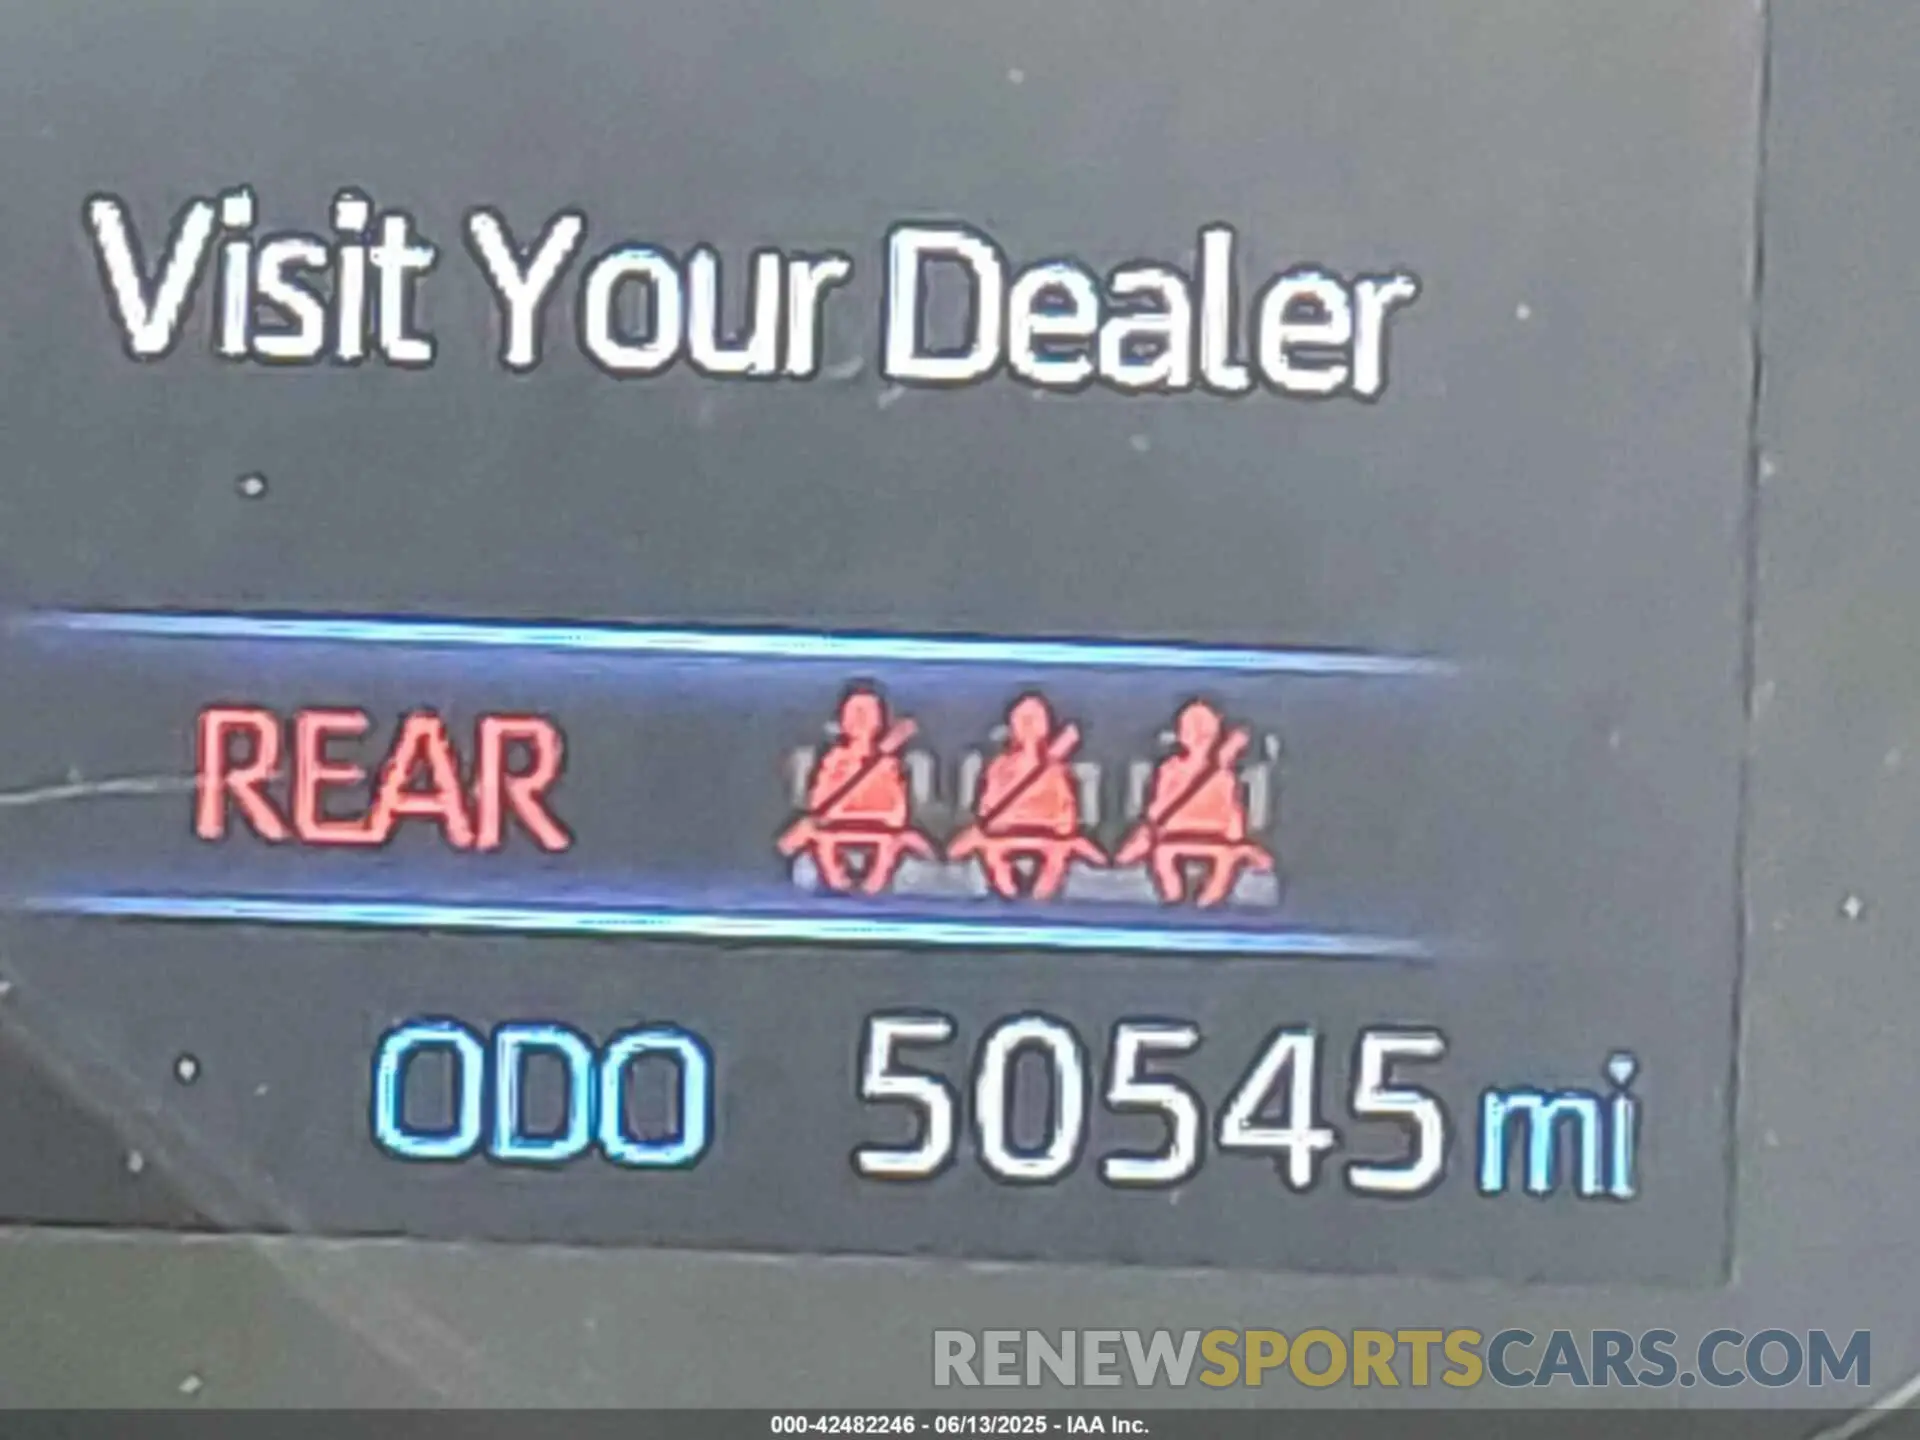 Visit Your Dealer
REAR
ODO 50545 mi
RENEWSPORTSCARS.COM
000-42482246 - 06/13/2025 - IAA Inc.